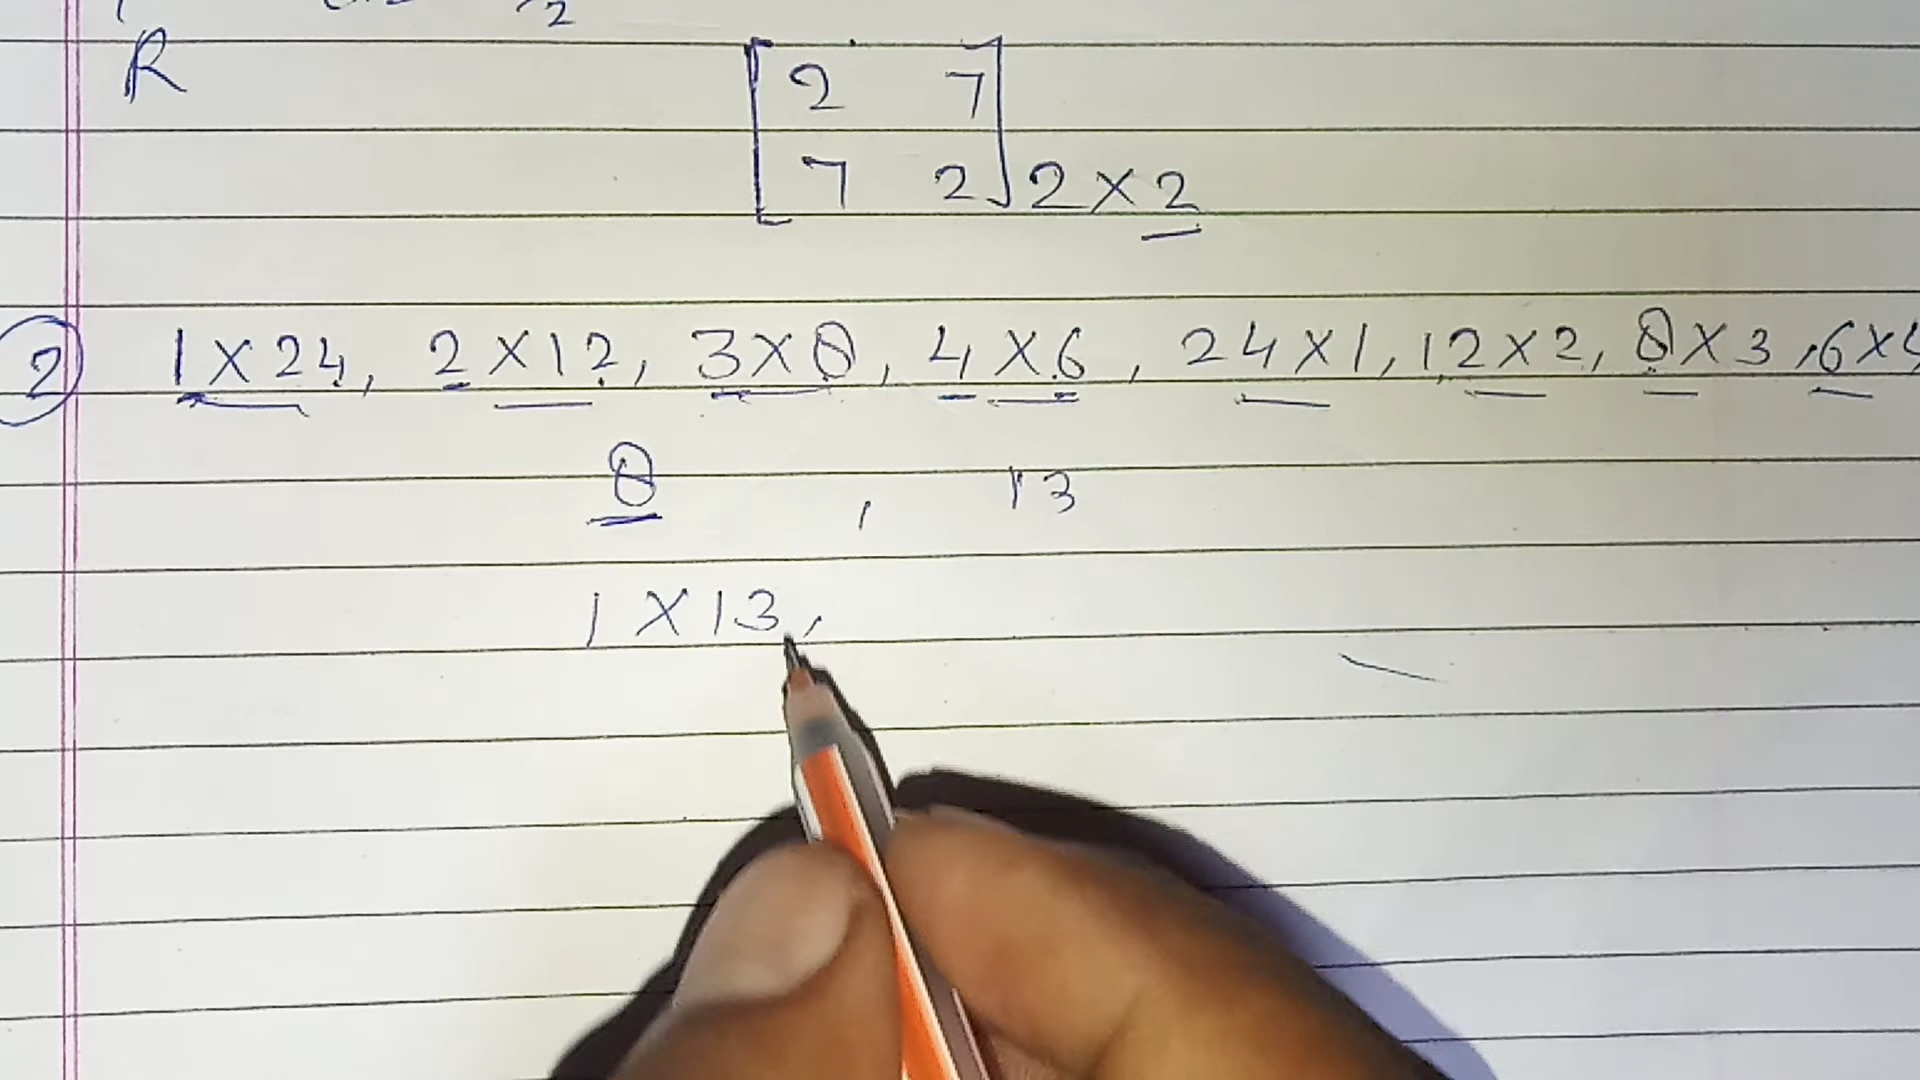 2
R
2 7
7 2 2 × 2
2 1 × 24, 2 × 12, 3 × 8, 4 × 6, 24 × 1, 12 × 2, 8 × 3, 6 × 4
8 , 13
1 × 13,